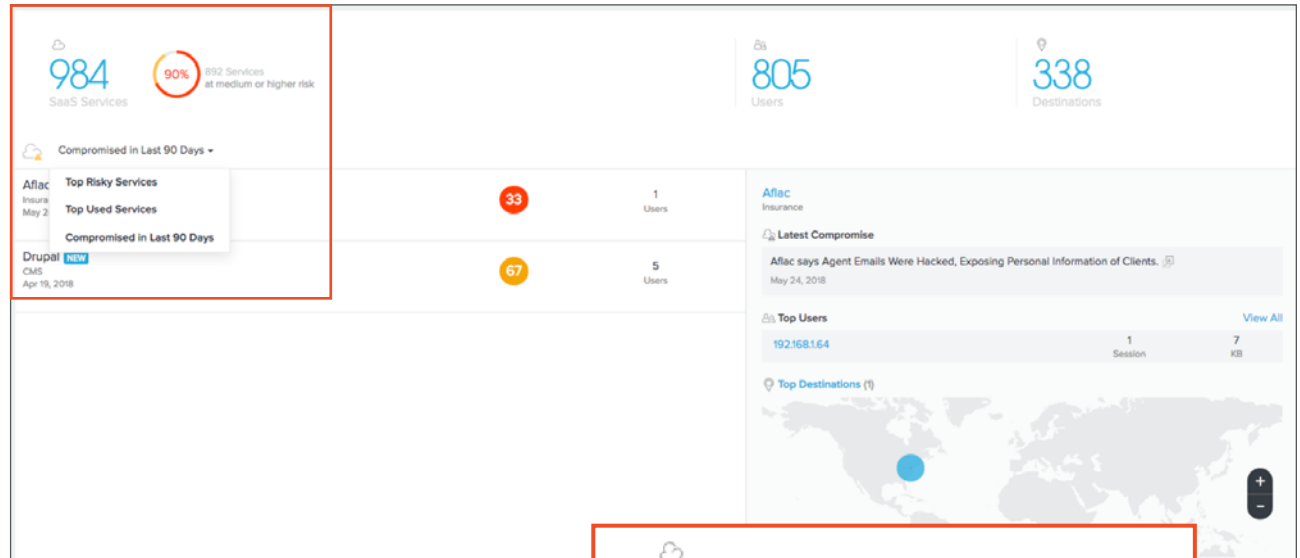 984
SaaS Services
90%
892 Services
at medium or higher risk
805
Users
338
Destinations
Compromised in Last 90 Days
Top Risky Services
Top Used Services
Compromised in Last 90 Days
Aflac
Insura
May 2
33
1
Users
Drupal NEW
CMS
Apr 19, 2018
67
5
Users
Aflac
Insurance
Latest Compromise
Aflac says Agent Emails Were Hacked, Exposing Personal Information of Clients.
May 24, 2018
Top Users
View All
192.168.1.64
1
Session
7
KB
Top Destinations (1)
+
-